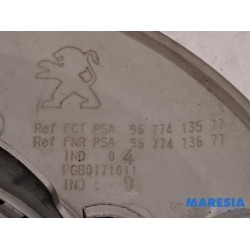 Ref FCT PSA: 96 774 135 77
Ref FNR PSA: 96 774 136 77
IND : 04
PGB0171011
IND : 9
MARESIA